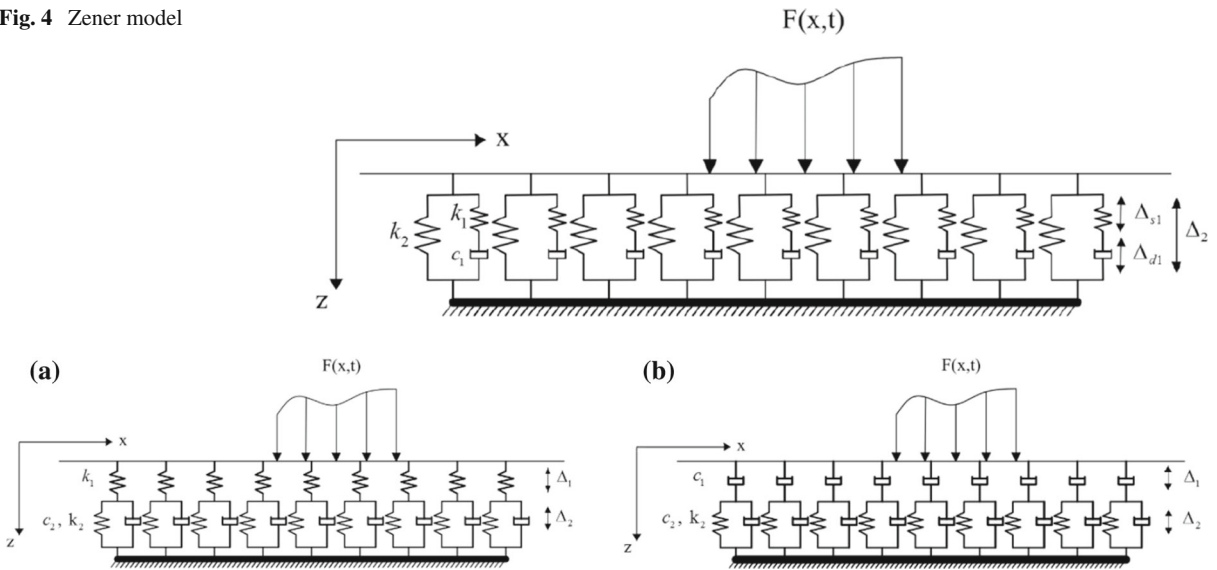 Fig. 4 Zener model
F(x,t)
x
z
k₂
k₁
c₁
Δₛ₁
Δ_d1
Δ₂
(a)
F(x,t)
x
z
k₁
c₂, k₂
Δ₁
Δ₂
(b)
F(x,t)
x
z
c₁
c₂, k₂
Δ₁
Δ₂